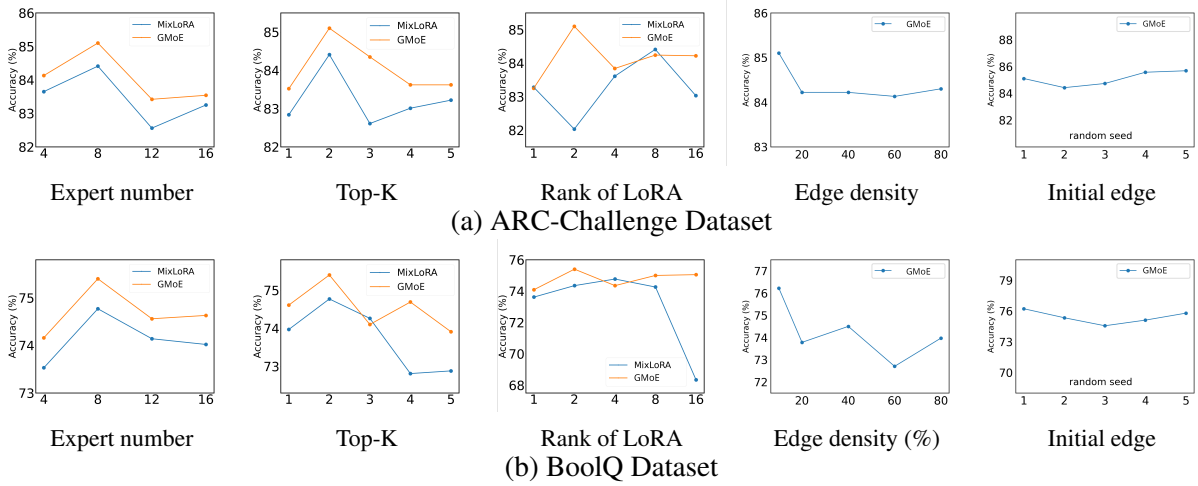 86
85
84
83
82
Accuracy (%)
MixLoRA
GMoE
4 8 12 16
Expert number
85
84
83
82
Accuracy (%)
MixLoRA
GMoE
1 2 3 4 5
Top-K
85
84
83
82
Accuracy (%)
MixLoRA
GMoE
1 2 4 8 16
Rank of LoRA
86
85
84
83
Accuracy (%)
GMoE
20 40 60 80
Edge density
88
86
84
82
Accuracy (%)
GMoE
random seed
1 2 3 4 5
Initial edge
(a) ARC-Challenge Dataset
75
74
73
Accuracy (%)
MixLoRA
GMoE
4 8 12 16
Expert number
75
74
73
Accuracy (%)
MixLoRA
GMoE
1 2 3 4 5
Top-K
76
74
72
70
68
Accuracy (%)
MixLoRA
GMoE
1 2 4 8 16
Rank of LoRA
77
76
75
74
73
72
Accuracy (%)
GMoE
20 40 60 80
Edge density (%)
79
76
73
70
Accuracy (%)
GMoE
random seed
1 2 3 4 5
Initial edge
(b) BoolQ Dataset